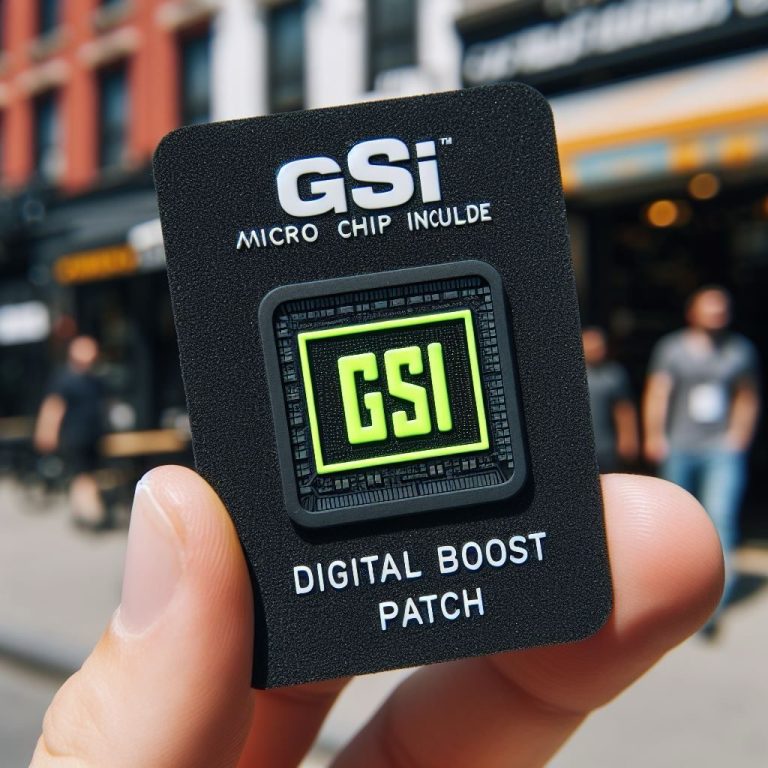 GSi™
MICRO CHIP INCULDE
GSI
DIGITAL BOOST
PATCH